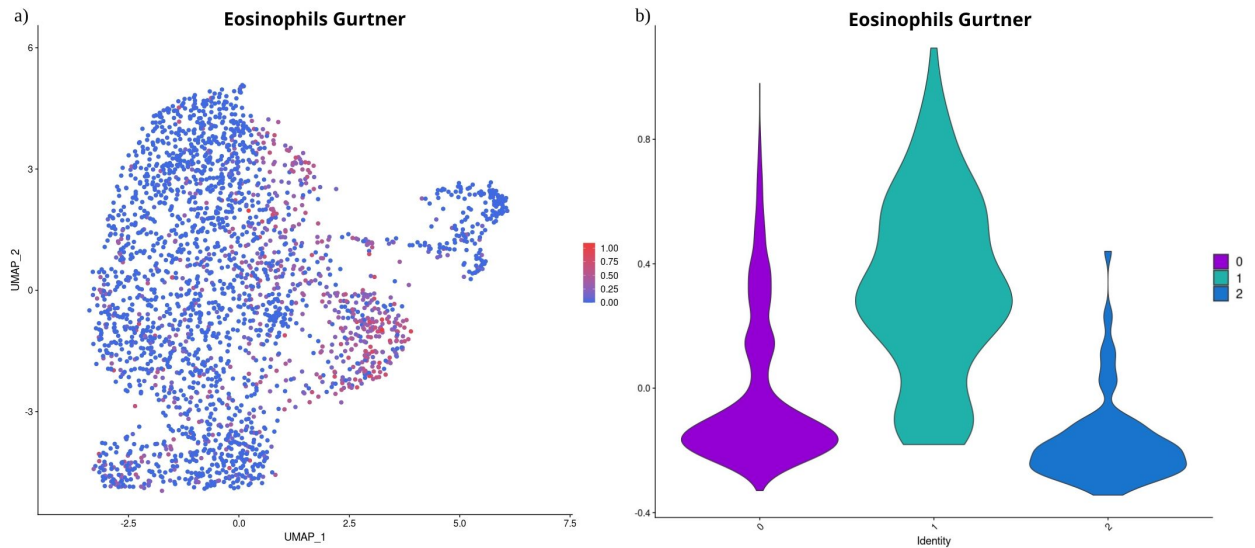 a)
Eosinophils Gurtner
6
3
0
-3
UMAP_2
-2.5 0.0 2.5 5.0 7.5
UMAP_1
1.00
0.75
0.50
0.25
0.00
b)
Eosinophils Gurtner
0.8
0.4
0.0
-0.4
0 1 2
Identity
0
1
2